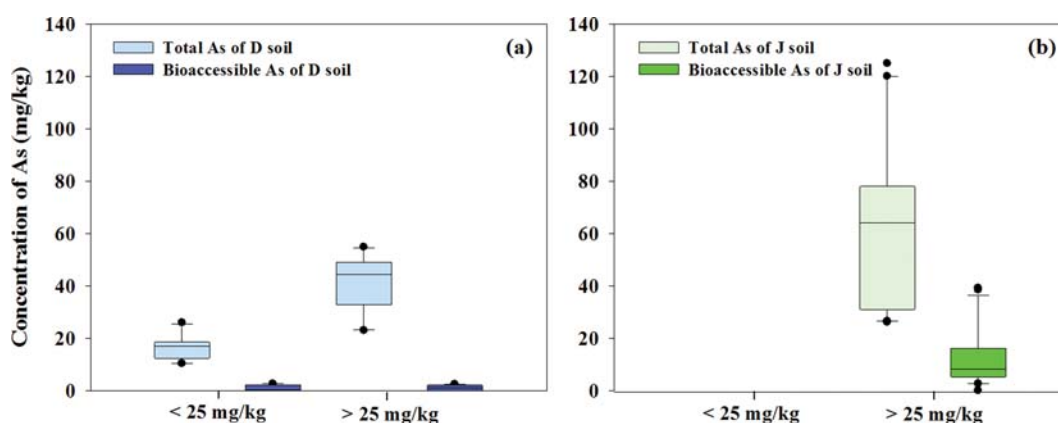 Concentration of As (mg/kg)
140
120
100
80
60
40
20
0
Total As of D soil
Bioaccessible As of D soil
(a)
< 25 mg/kg
> 25 mg/kg
140
120
100
80
60
40
20
0
Total As of J soil
Bioaccessible As of J soil
(b)
< 25 mg/kg
> 25 mg/kg